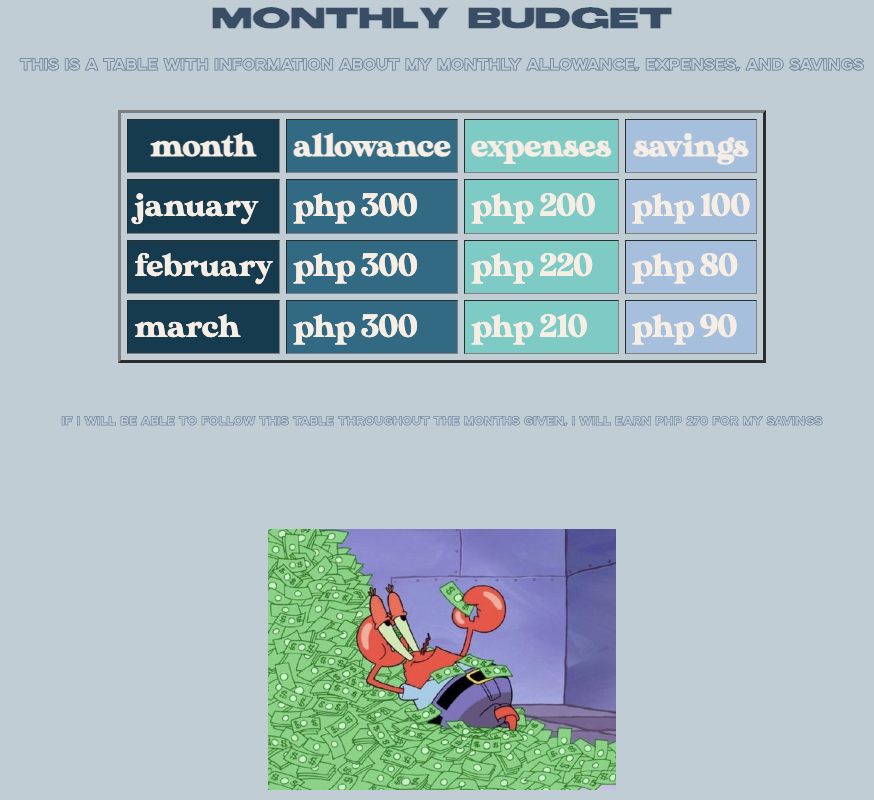 MONTHLY BUDGET
THIS IS A TABLE WITH INFORMATION ABOUT MY MONTHLY ALLOWANCE, EXPENSES, AND SAVINGS
month allowance expenses savings
january php 300 php 200 php 100
february php 300 php 220 php 80
march php 300 php 210 php 90
IF I WILL BE ABLE TO FOLLOW THIS TABLE THROUGHOUT THE MONTHS GIVEN, I WILL EARN PHP 270 FOR MY SAVINGS